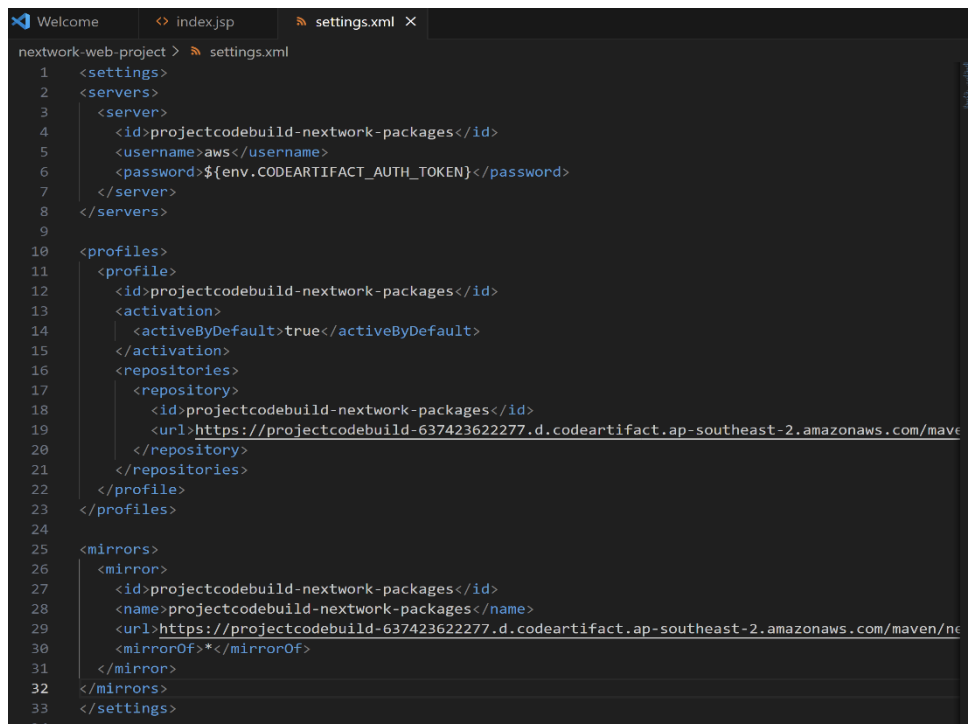 Welcome index.jsp settings.xml
nextwork-web-project > settings.xml
1 <settings>
2 <servers>
3 <server>
4 <id>projectcodebuild-nextwork-packages</id>
5 <username>aws</username>
6 <password>${env.CODEARTIFACT_AUTH_TOKEN}</password>
7 </server>
8 </servers>
9
10 <profiles>
11 <profile>
12 <id>projectcodebuild-nextwork-packages</id>
13 <activation>
14 <activeByDefault>true</activeByDefault>
15 </activation>
16 <repositories>
17 <repository>
18 <id>projectcodebuild-nextwork-packages</id>
19 <url>https://projectcodebuild-637423622277.d.codeartifact.ap-southeast-2.amazonaws.com/mave
20 </repository>
21 </repositories>
22 </profile>
23 </profiles>
24
25 <mirrors>
26 <mirror>
27 <id>projectcodebuild-nextwork-packages</id>
28 <name>projectcodebuild-nextwork-packages</name>
29 <url>https://projectcodebuild-637423622277.d.codeartifact.ap-southeast-2.amazonaws.com/maven/ne
30 <mirrorOf>*</mirrorOf>
31 </mirror>
32 </mirrors>
33 </settings>